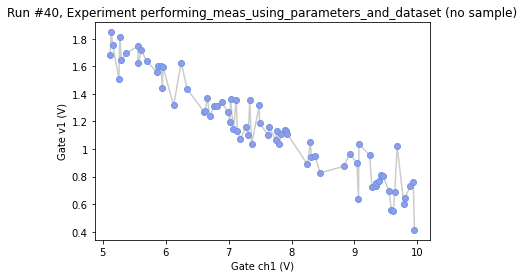 Run #40, Experiment performing_meas_using_parameters_and_dataset (no sample)
1.8
1.6
1.4
1.2
1.0
0.8
0.6
0.4
Gate v1 (V)
5 6 7 8 9 10
Gate ch1 (V)